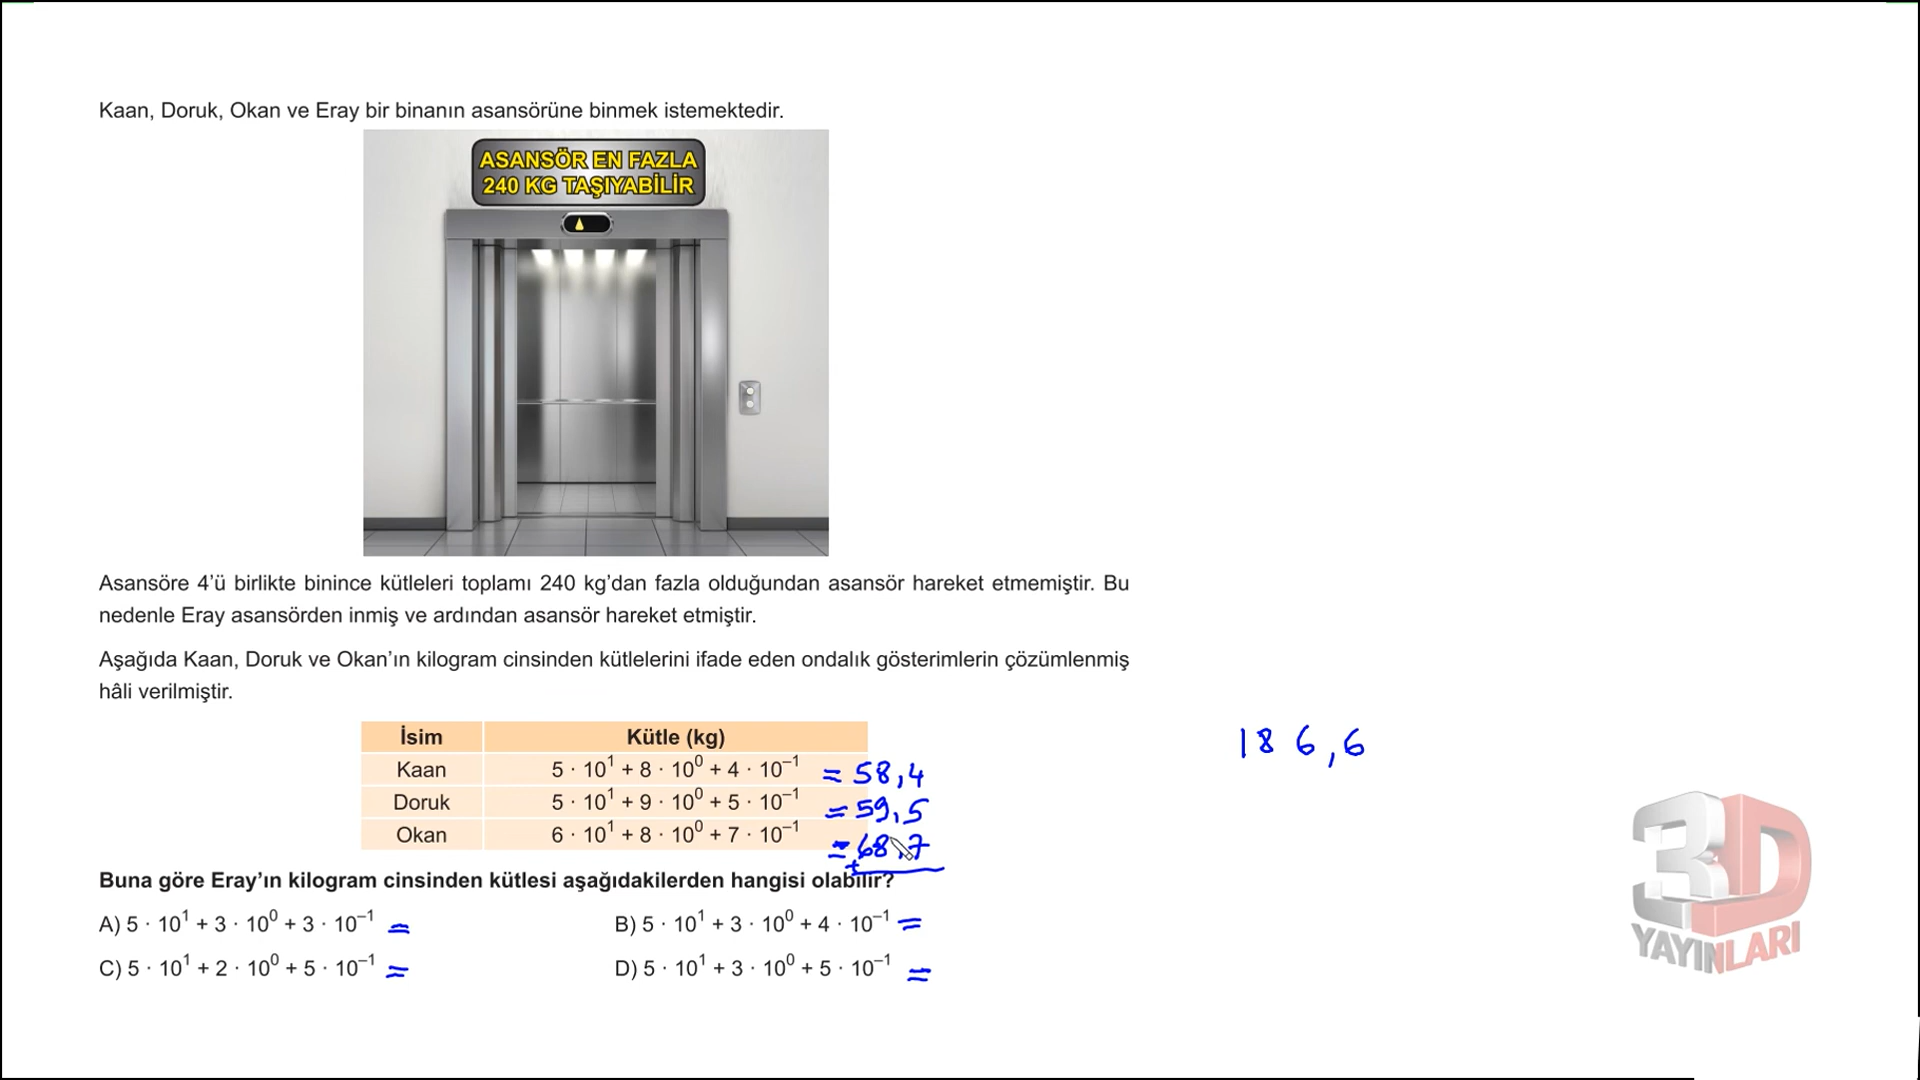 Kaan, Doruk, Okan ve Eray bir binanın asansörüne binmek istemektedir.
ASANSÖR EN FAZLA
240 KG TAŞIYABİLİR
Asansöre 4’ü birlikte binince kütleleri toplamı 240 kg’dan fazla olduğundan asansör hareket etmemiştir. Bu
nedenle Eray asansörden inmiş ve ardından asansör hareket etmiştir.
Aşağıda Kaan, Doruk ve Okan’ın kilogram cinsinden kütlelerini ifade eden ondalık gösterimlerin çözümlenmiş
hâli verilmiştir.
İsim Kütle (kg)
Kaan 5 · 10¹ + 8 · 10⁰ + 4 · 10⁻¹ = 58,4
Doruk 5 · 10¹ + 9 · 10⁰ + 5 · 10⁻¹ = 59,5
Okan 6 · 10¹ + 8 · 10⁰ + 7 · 10⁻¹ = 68,7
+
186,6
Buna göre Eray’ın kilogram cinsinden kütlesi aşağıdakilerden hangisi olabilir?
A) 5 · 10¹ + 3 · 10⁰ + 3 · 10⁻¹ =
B) 5 · 10¹ + 3 · 10⁰ + 4 · 10⁻¹ =
C) 5 · 10¹ + 2 · 10⁰ + 5 · 10⁻¹ =
D) 5 · 10¹ + 3 · 10⁰ + 5 · 10⁻¹ =
3D
YAYINLARI